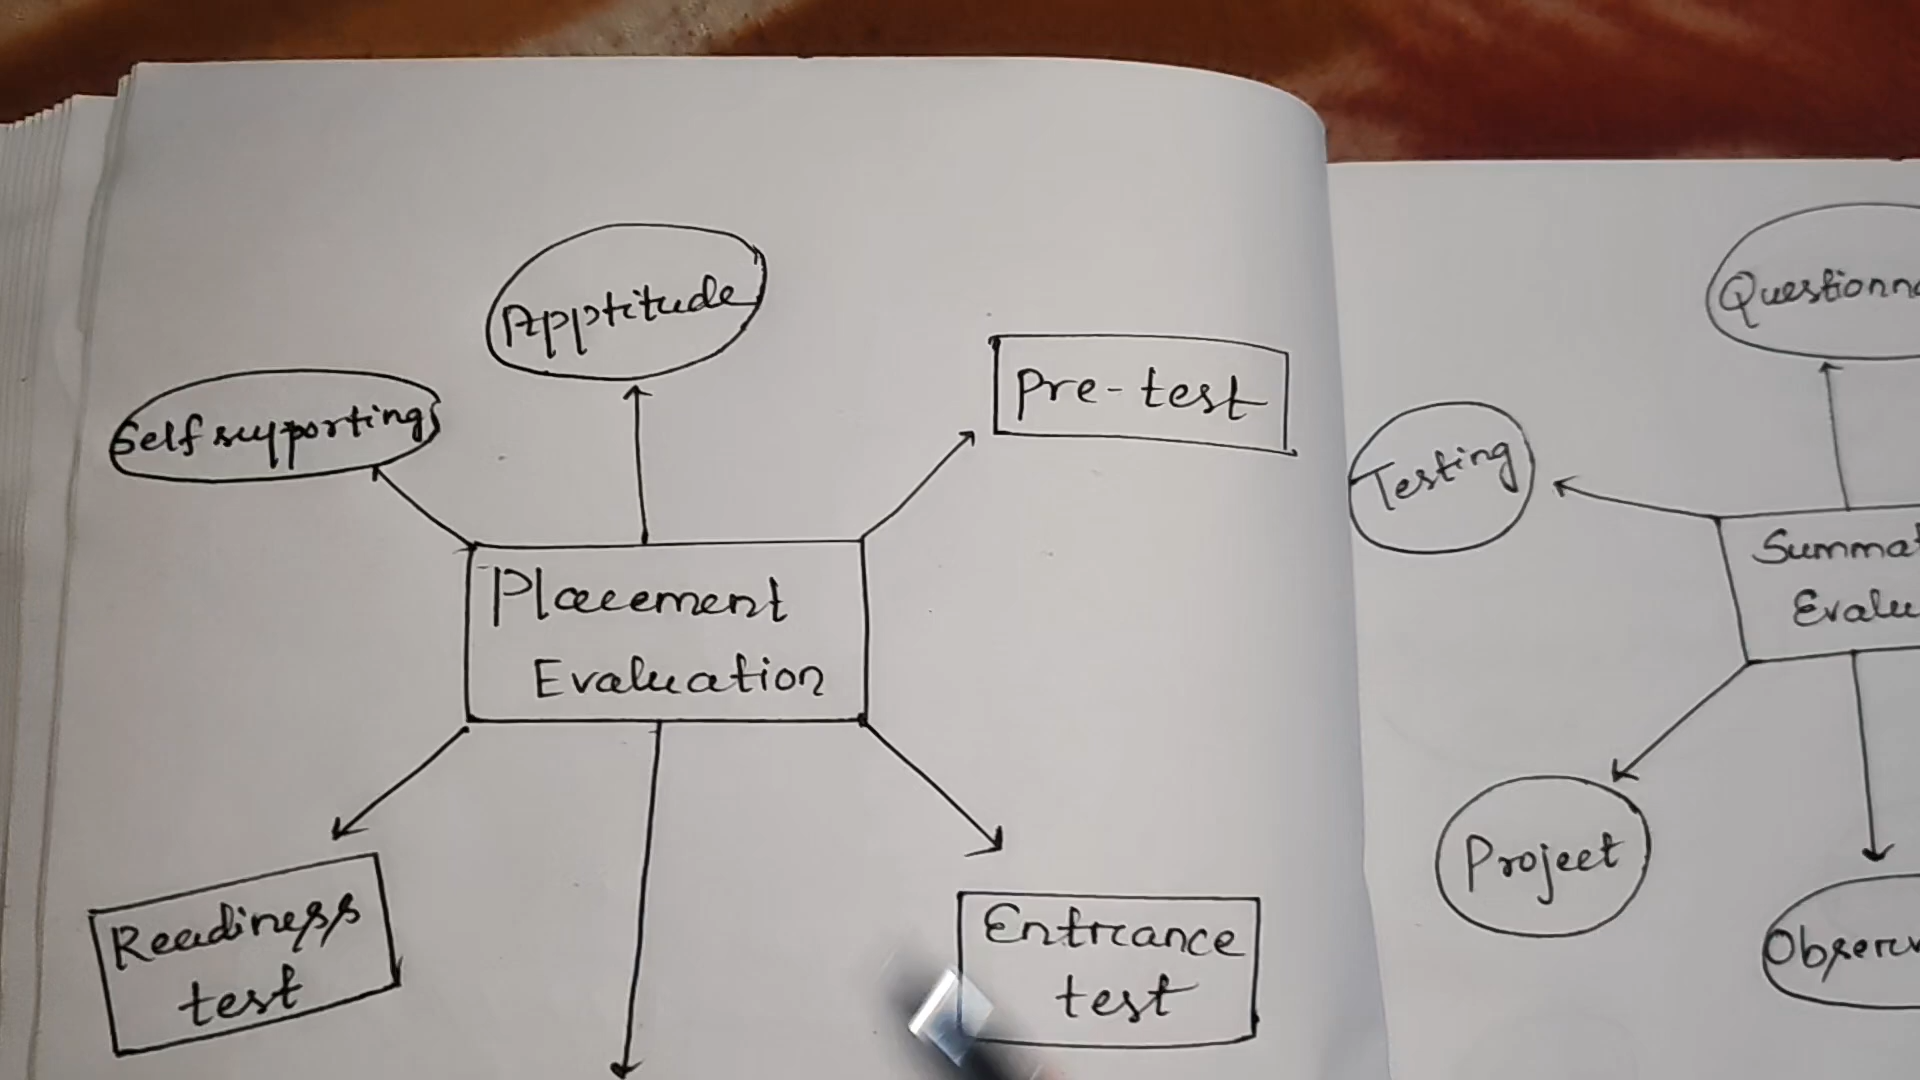 Apptitude
Self supporting
Pre-test
Placement
Evaluation
Readiness
test
Entrance
test
Testing
Project